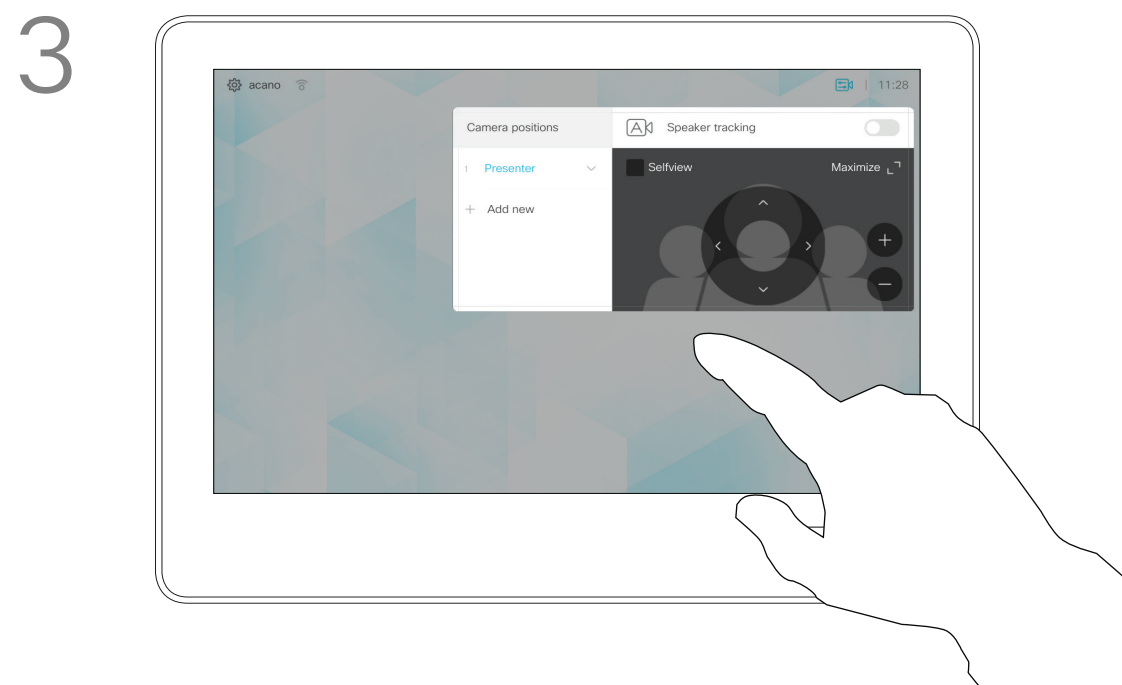 3
acano
11:28
Camera positions
A Speaker tracking
1 Presenter
Selfview Maximize
+ Add new
+
−